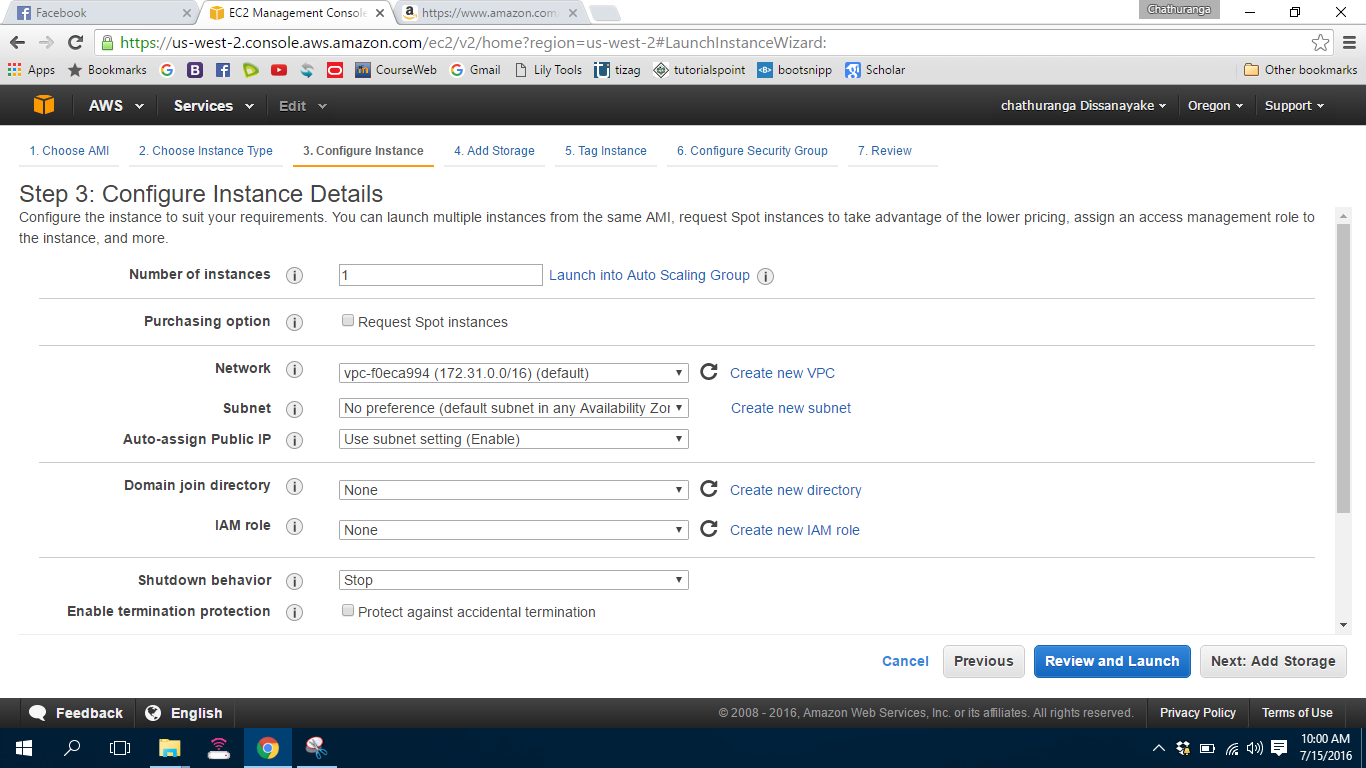 Facebook
EC2 Management Console
https://www.amazon.com
Chathuranga
https://us-west-2.console.aws.amazon.com/ec2/v2/home?region=us-west-2#LaunchInstanceWizard:
Apps Bookmarks CourseWeb Gmail Lily Tools tizag tutorialspoint bootsnipp Scholar Other bookmarks
AWS Services Edit chathuranga Dissanayake Oregon Support
1. Choose AMI 2. Choose Instance Type 3. Configure Instance 4. Add Storage 5. Tag Instance 6. Configure Security Group 7. Review
Step 3: Configure Instance Details
Configure the instance to suit your requirements. You can launch multiple instances from the same AMI, request Spot instances to take advantage of the lower pricing, assign an access management role to
the instance, and more.
Number of instances 1 Launch into Auto Scaling Group
Purchasing option Request Spot instances
Network vpc-f0eca994 (172.31.0.0/16) (default) Create new VPC
Subnet No preference (default subnet in any Availability Zor Create new subnet
Auto-assign Public IP Use subnet setting (Enable)
Domain join directory None Create new directory
IAM role None Create new IAM role
Shutdown behavior Stop
Enable termination protection Protect against accidental termination
Cancel Previous Review and Launch Next: Add Storage
Feedback English © 2008 - 2016, Amazon Web Services, Inc. or its affiliates. All rights reserved. Privacy Policy Terms of Use
10:00 AM
7/15/2016